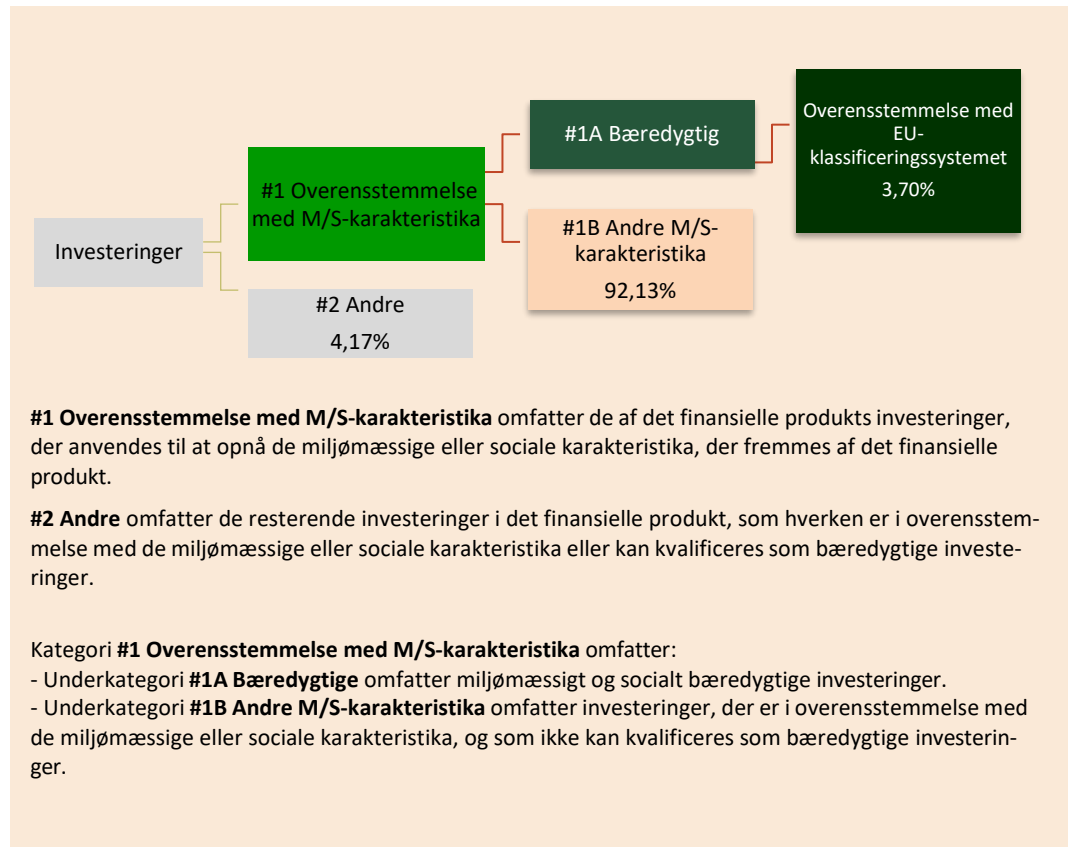 Investeringer
#1 Overensstemmelse
med M/S-karakteristika
#2 Andre
4,17%
#1A Bæredygtig
#1B Andre M/S-
karakteristika
92,13%
Overensstemmelse med
EU-
klassificeringssystemet
3,70%
#1 Overensstemmelse med M/S-karakteristika omfatter de af det finansielle produkts investeringer,
der anvendes til at opnå de miljømæssige eller sociale karakteristika, der fremmes af det finansielle
produkt.
#2 Andre omfatter de resterende investeringer i det finansielle produkt, som hverken er i overensstem-
melse med de miljømæssige eller sociale karakteristika eller kan kvalificeres som bæredygtige investe-
ringer.
Kategori #1 Overensstemmelse med M/S-karakteristika omfatter:
- Underkategori #1A Bæredygtige omfatter miljømæssigt og socialt bæredygtige investeringer.
- Underkategori #1B Andre M/S-karakteristika omfatter investeringer, der er i overensstemmelse med
de miljømæssige eller sociale karakteristika, og som ikke kan kvalificeres som bæredygtige investerin-
ger.